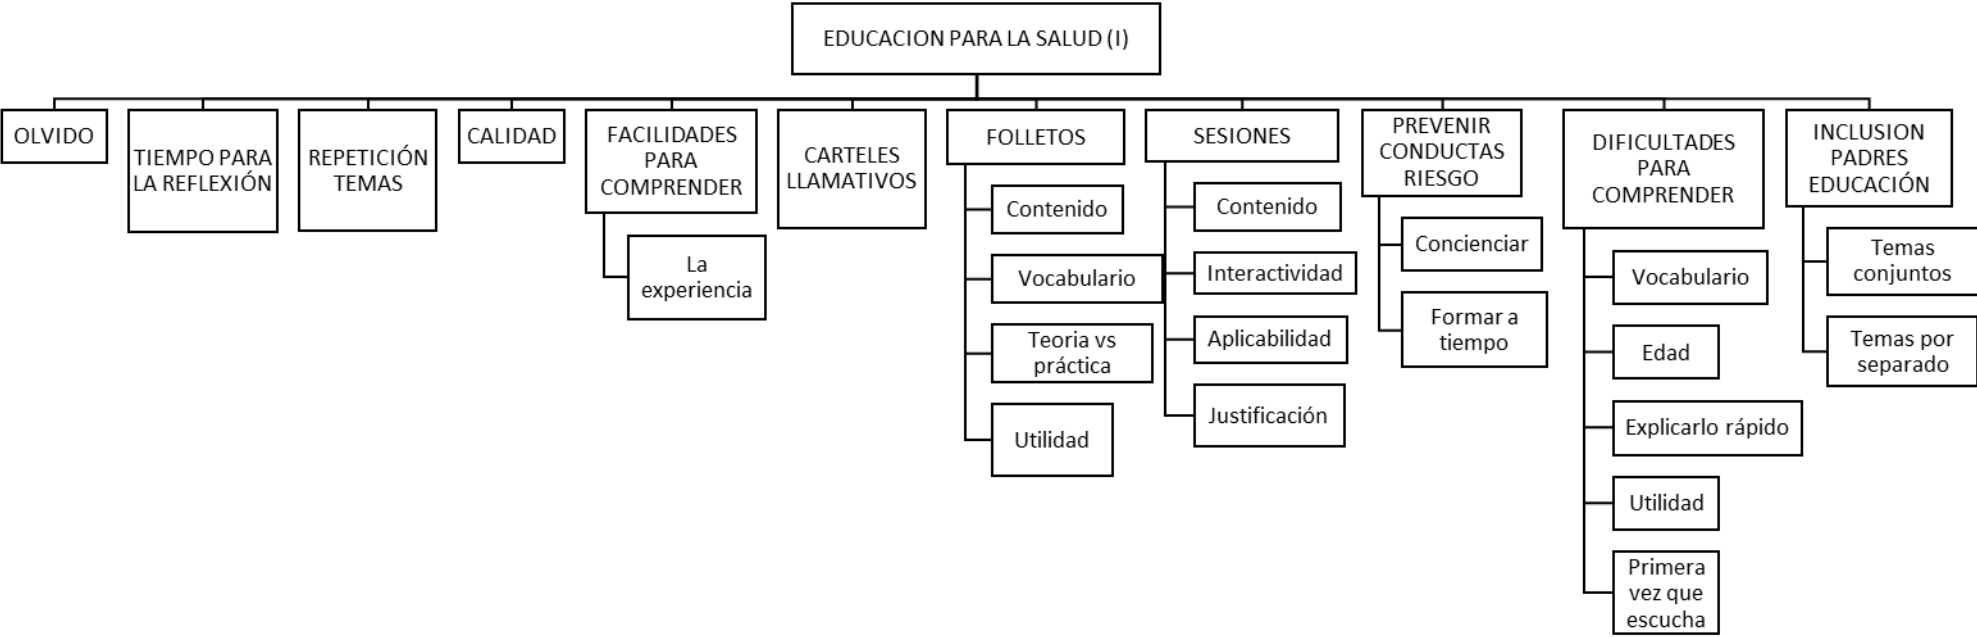 EDUCACION PARA LA SALUD (I)
OLVIDO
TIEMPO PARA
LA REFLEXIÓN
REPETICIÓN
TEMAS
CALIDAD
FACILIDADES
PARA
COMPRENDER
La
experiencia
CARTELES
LLAMATIVOS
FOLLETOS
Contenido
Vocabulario
Teoria vs
práctica
Utilidad
SESIONES
Contenido
Interactividad
Aplicabilidad
Justificación
PREVENIR
CONDUCTAS
RIESGO
Concienciar
Formar a
tiempo
DIFICULTADES
PARA
COMPRENDER
Vocabulario
Edad
Explicarlo rápido
Utilidad
Primera
vez que
escucha
INCLUSION
PADRES
EDUCACIÓN
Temas
conjuntos
Temas por
separado